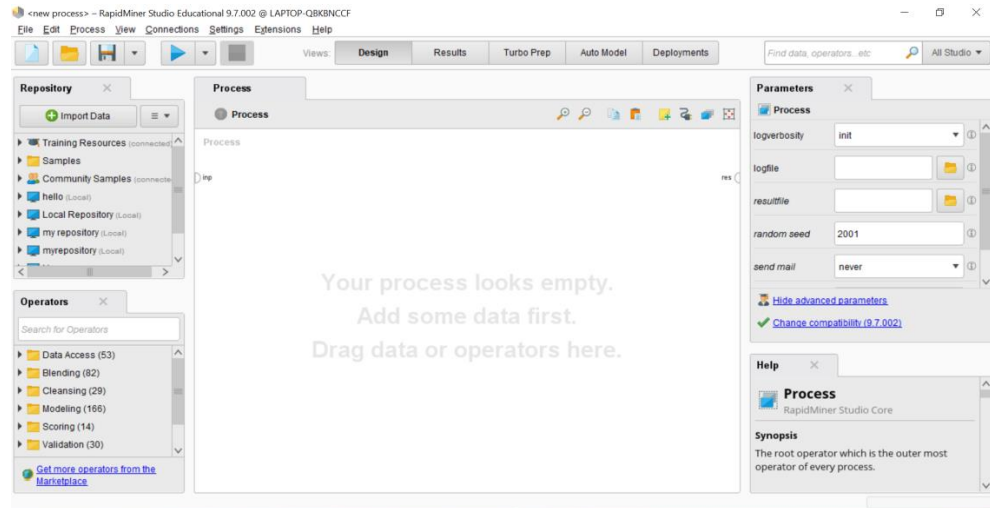 <new process> – RapidMiner Studio Educational 9.7.002 @ LAPTOP-QBKBNCCF
File Edit Process View Connections Settings Extensions Help
Views: Design Results Turbo Prep Auto Model Deployments Find data, operators...etc All Studio
Repository
Import Data
Training Resources (connected)
Samples
Community Samples (connecte
hello (Local)
Local Repository (Local)
my repository (Local)
myrepository (Local)
Operators
Search for Operators
Data Access (53)
Blending (82)
Cleansing (29)
Modeling (166)
Scoring (14)
Validation (30)
Get more operators from the
Marketplace
Process
Process
Process
inp
res
Your process looks empty.
Add some data first.
Drag data or operators here.
Parameters
Process
logverbosity init
logfile
resultfile
random seed 2001
send mail never
Hide advanced parameters
Change compatibility (9.7.002)
Help
Process
RapidMiner Studio Core
Synopsis
The root operator which is the outer most
operator of every process.